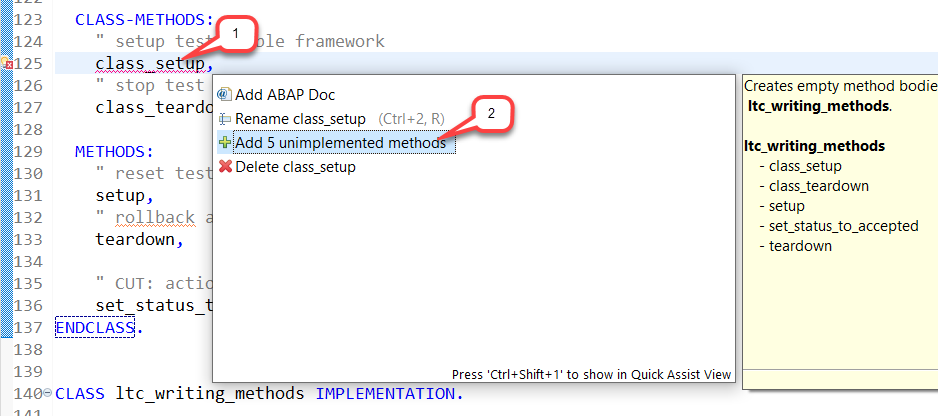 122
123 CLASS-METHODS:
1
124 " setup test ble framework
125 class_setup,
126 " stop test
127 class_teardo
128
129 METHODS:
130 " reset test
131 setup,
132 " rollback a
133 teardown,
134
135 " CUT: actio
136 set_status_t
137 ENDCLASS.
138
139
140 CLASS ltc_writing_methods IMPLEMENTATION.
141
Add ABAP Doc
Rename class_setup (Ctrl+2, R)
2
Add 5 unimplemented methods
Delete class_setup
Press 'Ctrl+Shift+1' to show in Quick Assist View
Creates empty method bodie
ltc_writing_methods.
ltc_writing_methods
- class_setup
- class_teardown
- setup
- set_status_to_accepted
- teardown